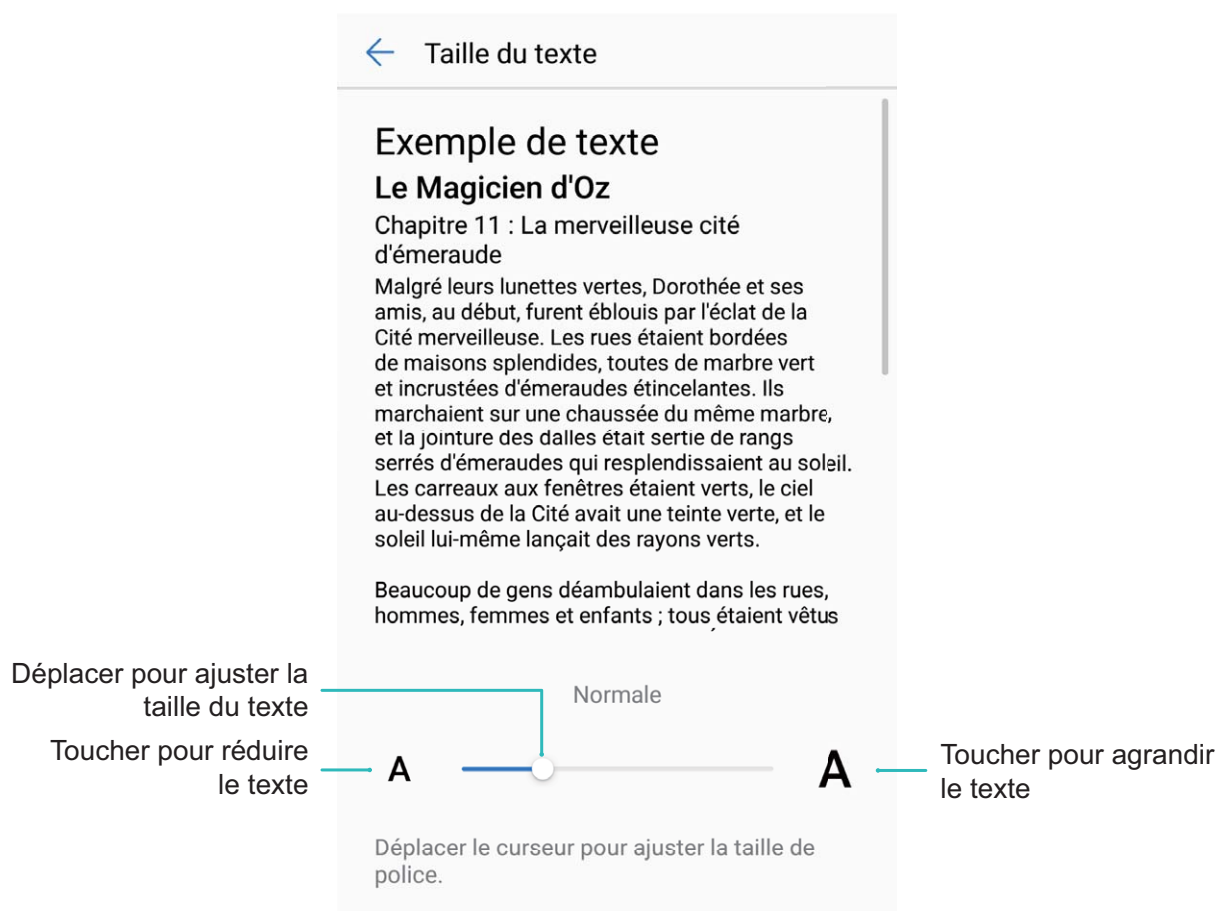 Taille du texte
Exemple de texte
Le Magicien d'Oz
Chapitre 11 : La merveilleuse cité
d'émeraude
Malgré leurs lunettes vertes, Dorothée et ses
amis, au début, furent éblouis par l'éclat de la
Cité merveilleuse. Les rues étaient bordées
de maisons splendides, toutes de marbre vert
et incrustées d'émeraudes étincelantes. Ils
marchaient sur une chaussée du même marbre,
et la jointure des dalles était sertie de rangs
serrés d'émeraudes qui resplendissaient au soleil.
Les carreaux aux fenêtres étaient verts, le ciel
au-dessus de la Cité avait une teinte verte, et le
soleil lui-même lançait des rayons verts.
Beaucoup de gens déambulaient dans les rues,
hommes, femmes et enfants ; tous étaient vêtus
Déplacer pour ajuster la
taille du texte
Normale
Toucher pour réduire
le texte
A
A
Toucher pour agrandir
le texte
Déplacer le curseur pour ajuster la taille de
police.